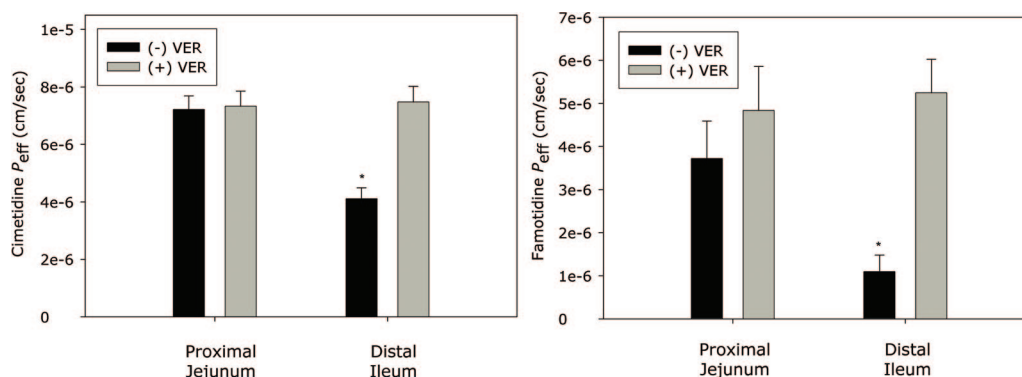 Cimetidine Peff (cm/sec)
1e-5
8e-6
6e-6
4e-6
2e-6
0
(-) VER
(+) VER
*
Proximal
Jejunum
Distal
Ileum
Famotidine Peff (cm/sec)
7e-6
6e-6
5e-6
4e-6
3e-6
2e-6
1e-6
0
(-) VER
(+) VER
*
Proximal
Jejunum
Distal
Ileum